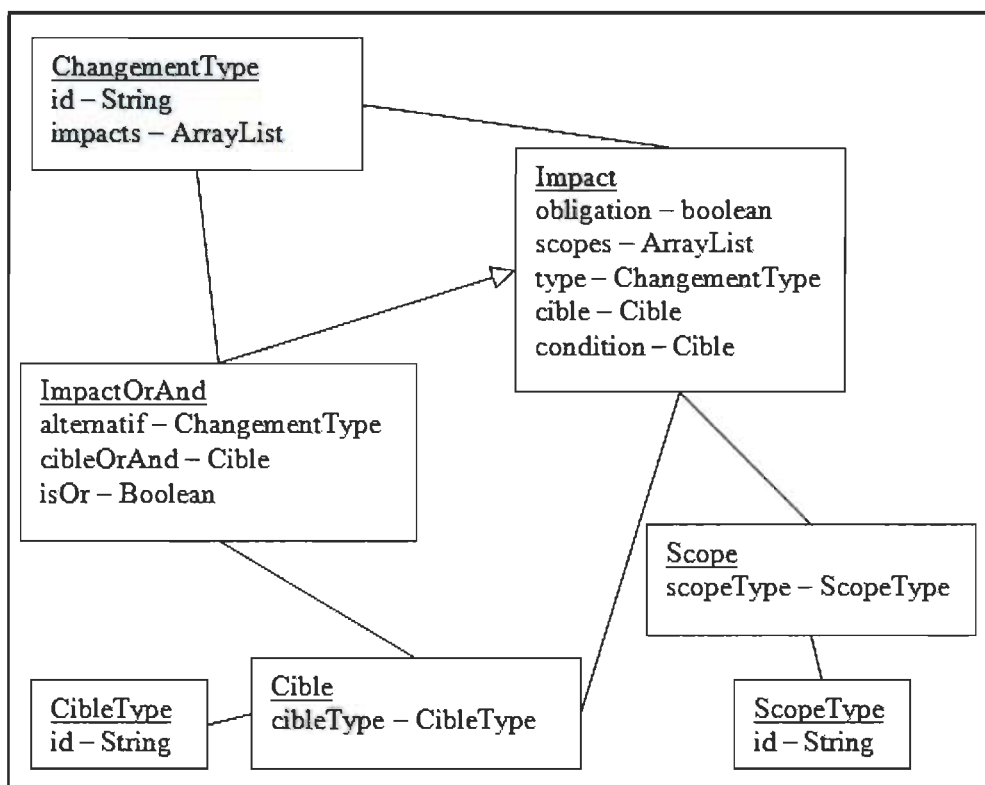 ChangementType
id – String
impacts – ArrayList
Impact
obligation – boolean
scopes – ArrayList
type – ChangementType
cible – Cible
condition – Cible
ImpactOrAnd
alternatif – ChangementType
cibleOrAnd – Cible
isOr – Boolean
Scope
scopeType – ScopeType
Cible
cibleType – CibleType
CibleType
id – String
ScopeType
id – String